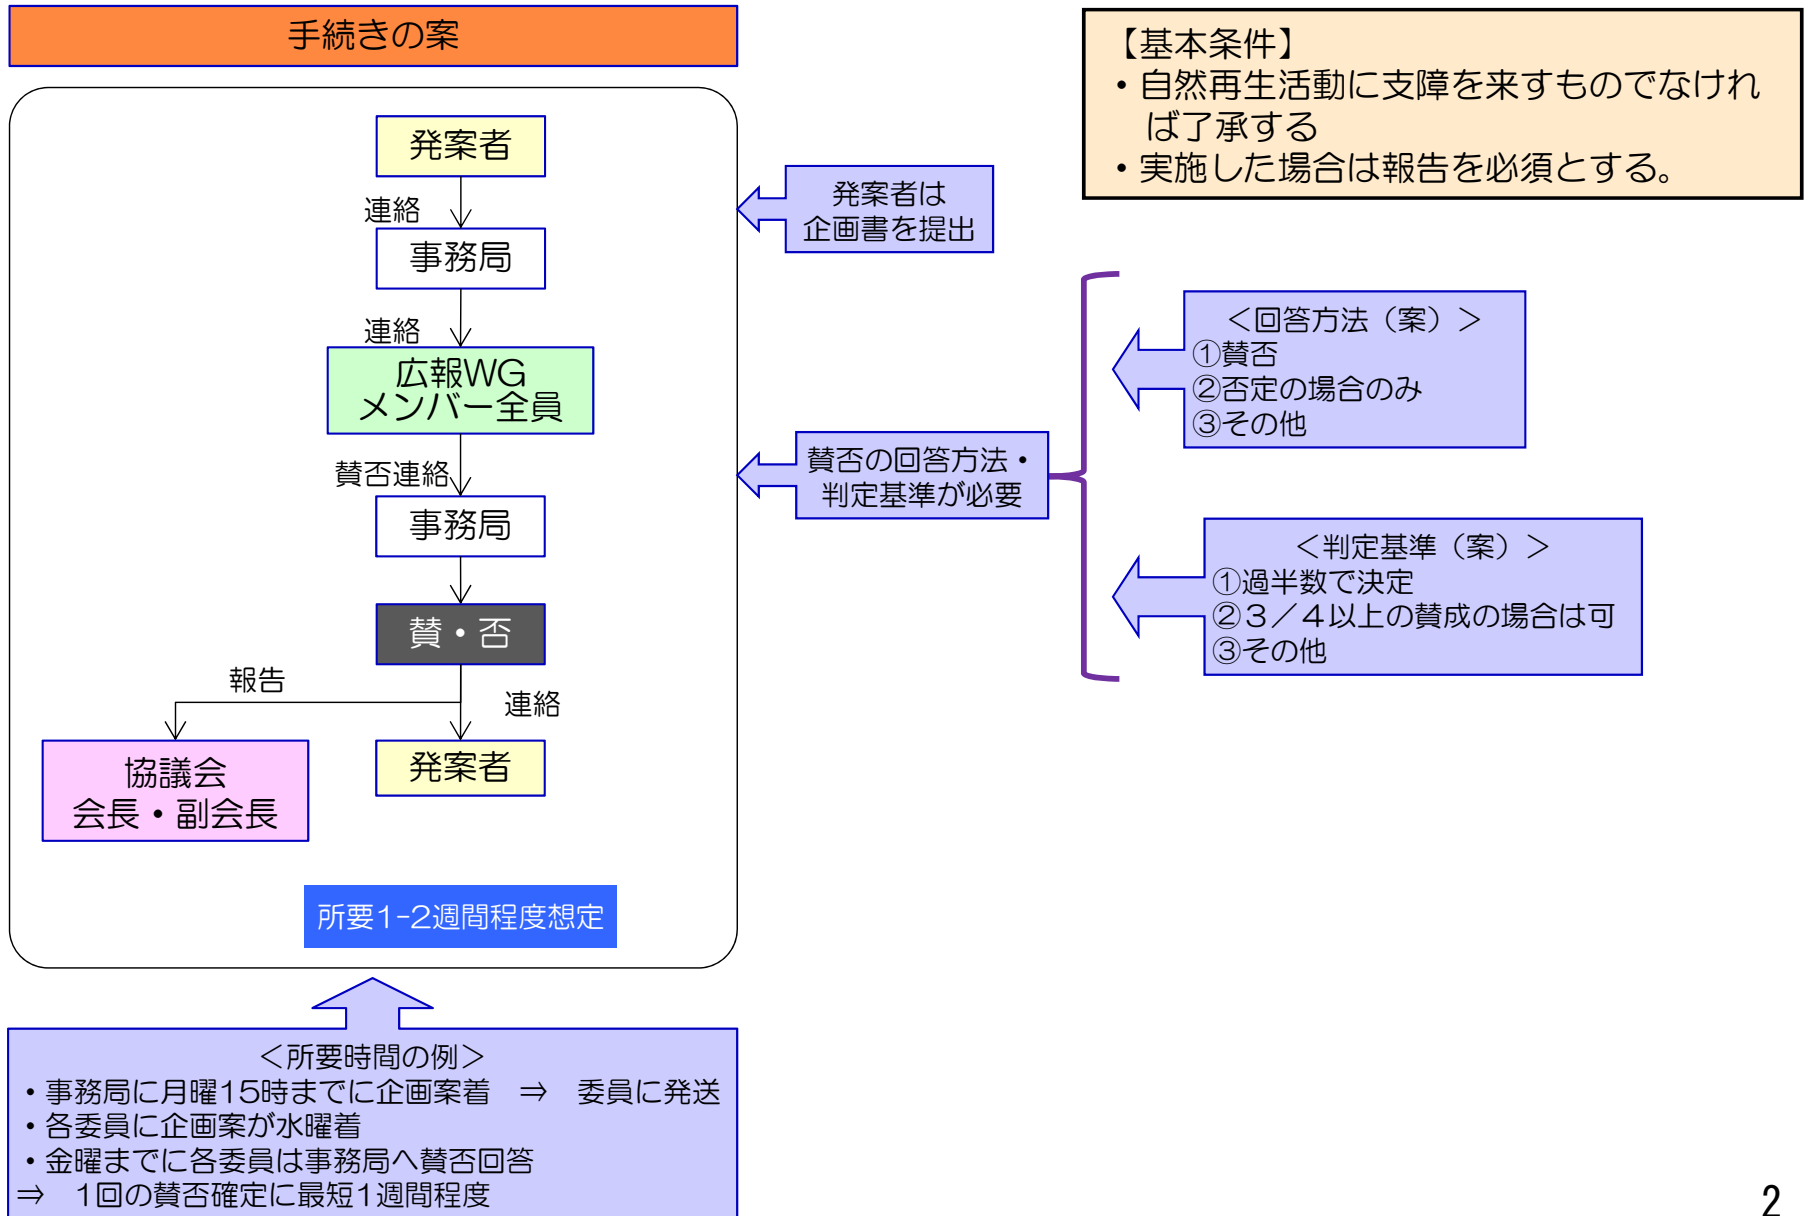 手続きの案
発案者
連絡
事務局
連絡
広報WG
メンバー全員
賛否連絡
事務局
賛・否
報告
連絡
協議会
会長・副会長
発案者
所要1-2週間程度想定
<所要時間の例>
・事務局に月曜15時までに企画案着 ⇒ 委員に発送
・各委員に企画案が水曜着
・金曜までに各委員は事務局へ賛否回答
⇒ 1回の賛否確定に最短1週間程度
発案者は
企画書を提出
賛否の回答方法・
判定基準が必要
【基本条件】
・自然再生活動に支障を来すものでなけれ
ば了承する
・実施した場合は報告を必須とする。
<回答方法（案）>
①賛否
②否定の場合のみ
③その他
<判定基準（案）>
①過半数で決定
②３／４以上の賛成の場合は可
③その他
2